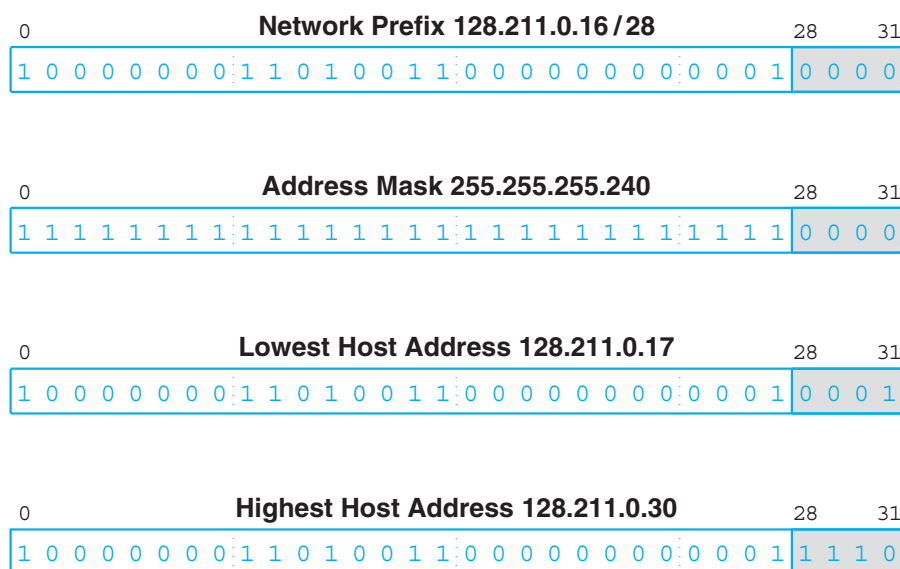 0 Network Prefix 128.211.0.16 / 28 28 31
1 0 0 0 0 0 0 0 1 1 0 1 0 0 1 1 0 0 0 0 0 0 0 0 0 0 0 1 0 0 0 0
0 Address Mask 255.255.255.240 28 31
1 1 1 1 1 1 1 1 1 1 1 1 1 1 1 1 1 1 1 1 1 1 1 1 1 1 1 1 0 0 0 0
0 Lowest Host Address 128.211.0.17 28 31
1 0 0 0 0 0 0 0 1 1 0 1 0 0 1 1 0 0 0 0 0 0 0 0 0 0 0 1 0 0 0 1
0 Highest Host Address 128.211.0.30 28 31
1 0 0 0 0 0 0 0 1 1 0 1 0 0 1 1 0 0 0 0 0 0 0 0 0 0 0 1 1 1 1 0